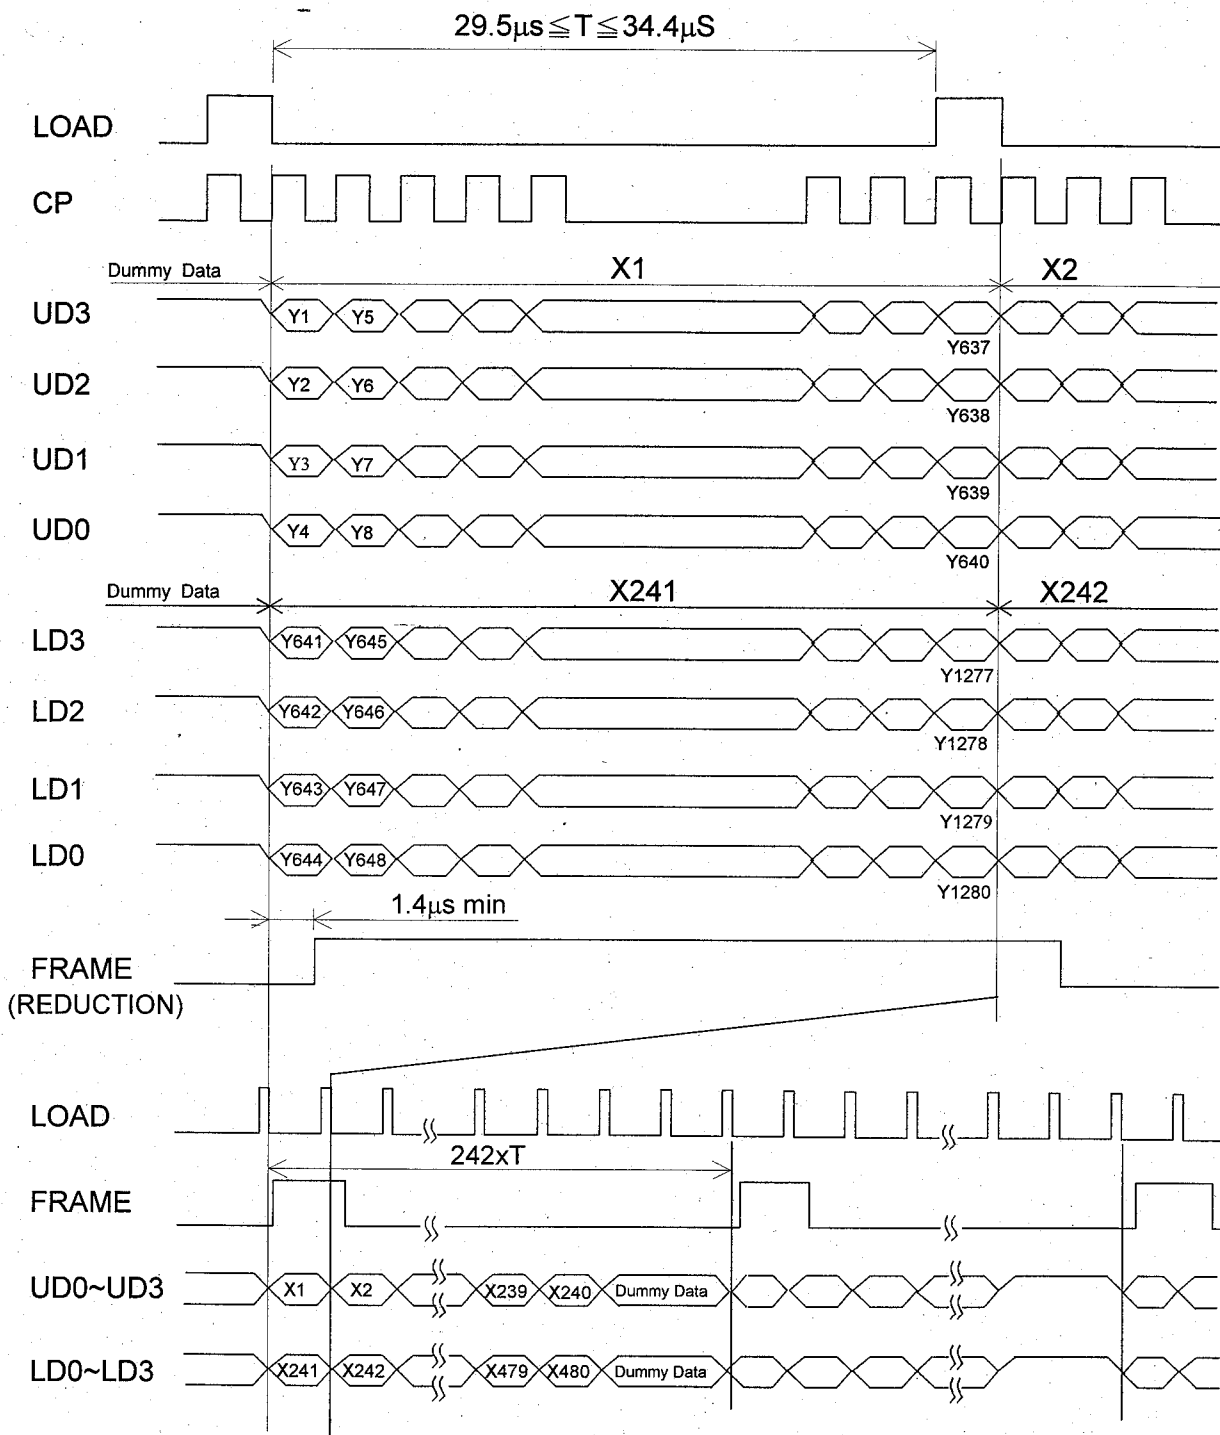 29.5μs≦T≦34.4μS
LOAD
CP
Dummy Data X1 X2
UD3 Y1 Y5 Y637
UD2 Y2 Y6 Y638
UD1 Y3 Y7 Y639
UD0 Y4 Y8 Y640
Dummy Data X241 X242
LD3 Y641 Y645 Y1277
LD2 Y642 Y646 Y1278
LD1 Y643 Y647 Y1279
LD0 Y644 Y648 Y1280
1.4μs min
FRAME
(REDUCTION)
LOAD
242xT
FRAME
UD0~UD3 X1 X2 X239 X240 Dummy Data
LD0~LD3 X241 X242 X479 X480 Dummy Data